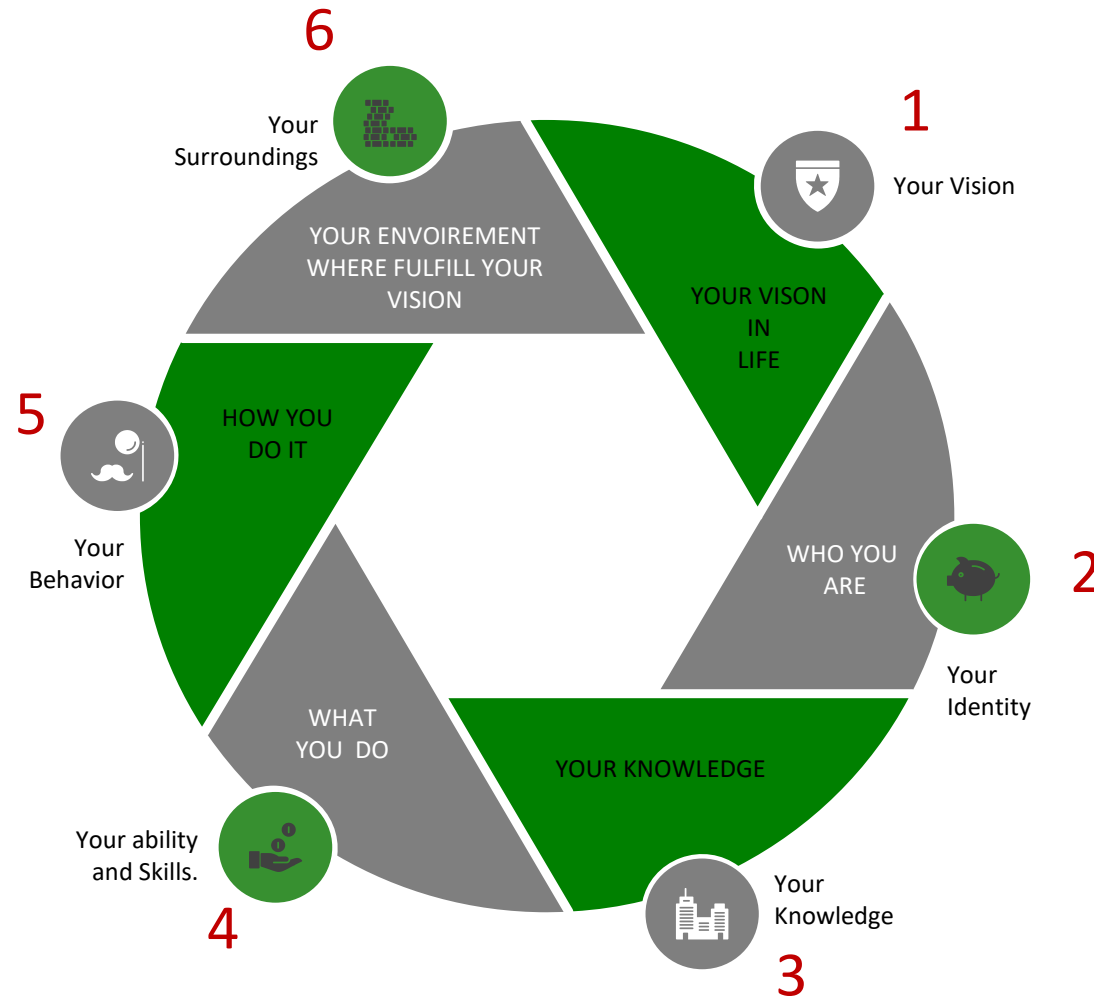 6
1
Your
Surroundings
Your Vision
YOUR ENVOIREMENT
WHERE FULFILL YOUR
VISION
YOUR VISON
IN
LIFE
5
HOW YOU
DO IT
Your
Behavior
WHO YOU
ARE
2
Your
Identity
WHAT
YOU DO
YOUR KNOWLEDGE
Your ability
and Skills.
4
Your
Knowledge
3